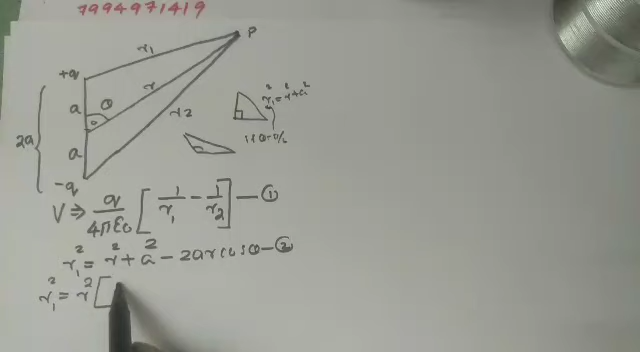 7994971419
P
r₁
+q
r
a
θ
r₂
r₁² = r² + a²
2a
a
-q
V ⇒ q/4πε₀ [ 1/r₁ - 1/r₂ ] — ①
r₁² = r² + a² - 2ar cosθ — ②
r₁² = r² [